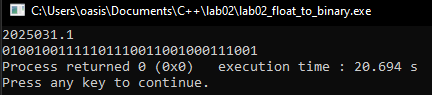 C:\Users\oasis\Documents\C++\lab02\lab02_float_to_binary.exe
2025031.1
01001001111101110011001000111001
Process returned 0 (0x0)   execution time : 20.694 s
Press any key to continue.